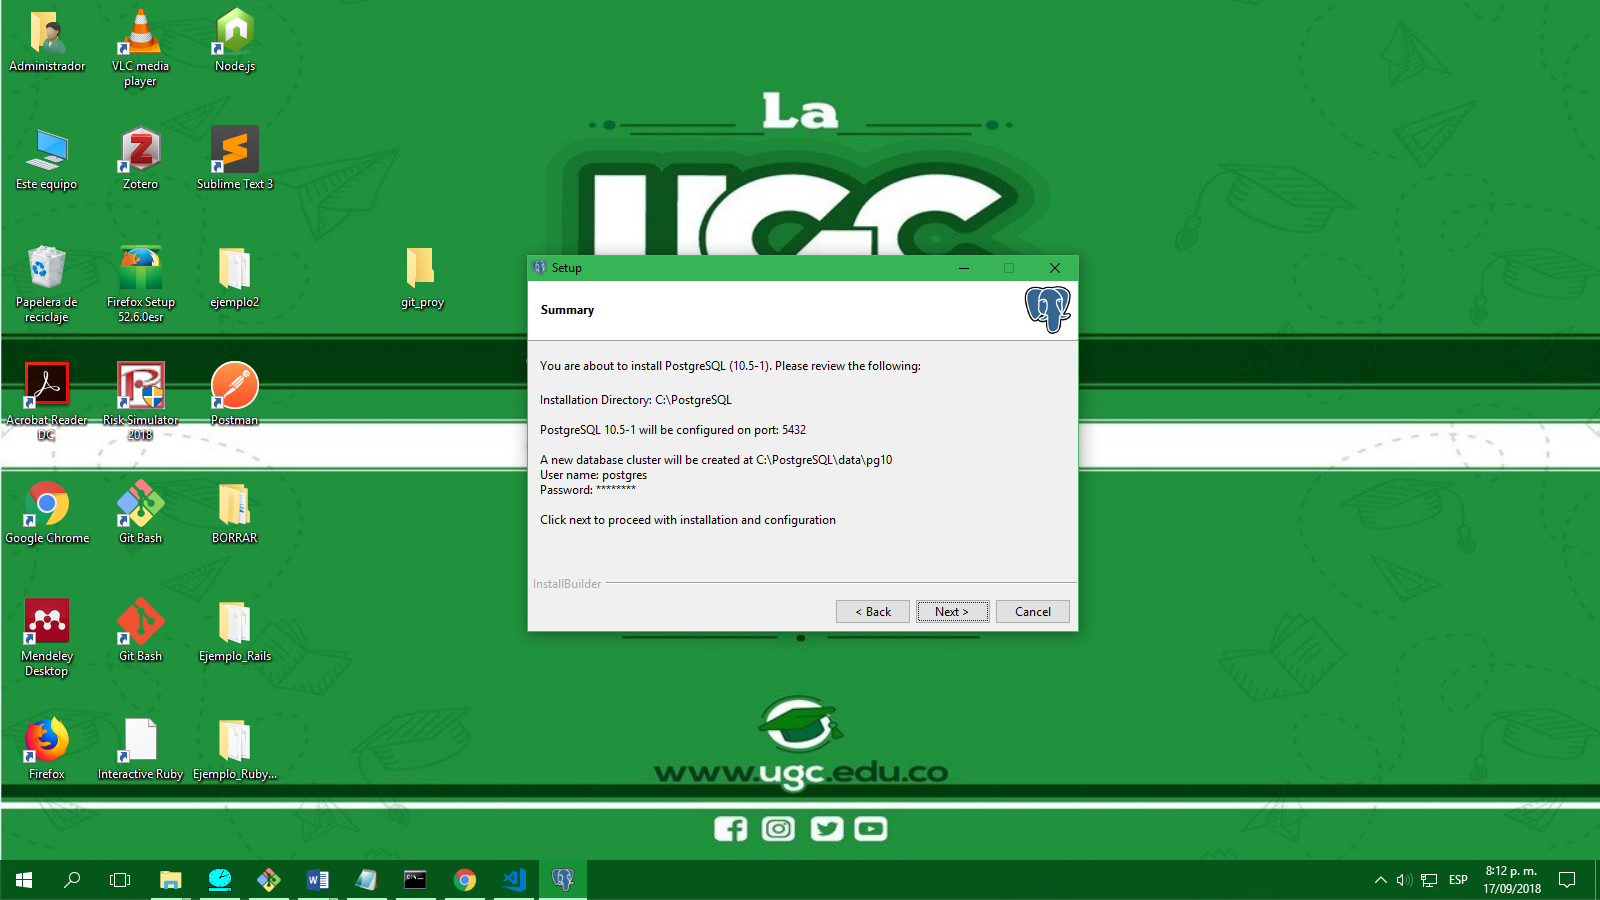 Administrador
VLC media
player
Node.js
Este equipo
Zotero
Sublime Text 3
Papelera de
reciclaje
Firefox Setup
52.6.0esr
ejemplo2
git_proy
Acrobat Reader
DC
Risk Simulator
2018
Postman
Google Chrome
Git Bash
BORRAR
Mendeley
Desktop
Git Bash
Ejemplo_Rails
Firefox
Interactive Ruby
Ejemplo_Ruby...
La
UGC
Setup
Summary
You are about to install PostgreSQL (10.5-1). Please review the following:
Installation Directory: C:\PostgreSQL
PostgreSQL 10.5-1 will be configured on port: 5432
A new database cluster will be created at C:\PostgreSQL\data\pg10
User name: postgres
Password: ********
Click next to proceed with installation and configuration
InstallBuilder
< Back
Next >
Cancel
www.ugc.edu.co
ESP
8:12 p. m.
17/09/2018